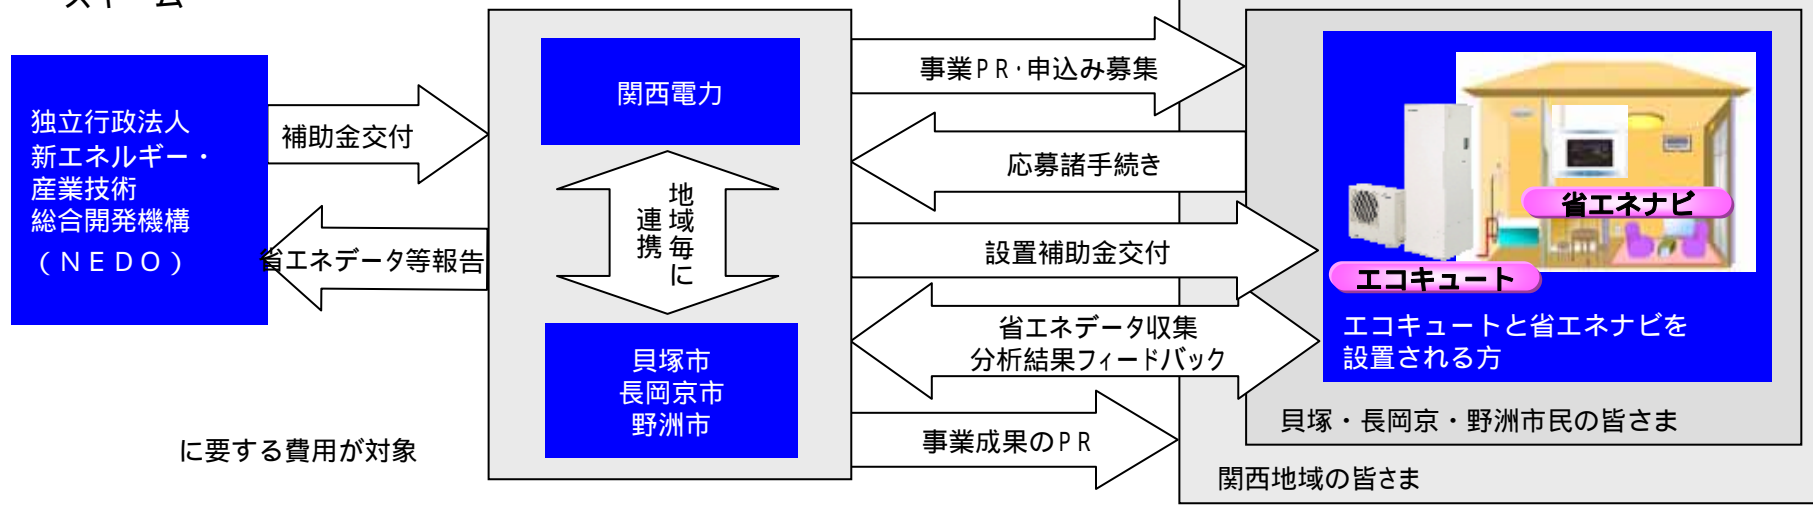 スキーム
独立行政法人
新エネルギー・
産業技術
総合開発機構
(NEDO)
補助金交付
省エネデータ等報告
関西電力
地域毎に
連携
貝塚市
長岡京市
野洲市
に要する費用が対象
事業PR・申込み募集
応募諸手続き
設置補助金交付
省エネデータ収集
分析結果フィードバック
事業成果のPR
省エネナビ
エコキュート
エコキュートと省エネナビを
設置される方
貝塚・長岡京・野洲市民の皆さま
関西地域の皆さま